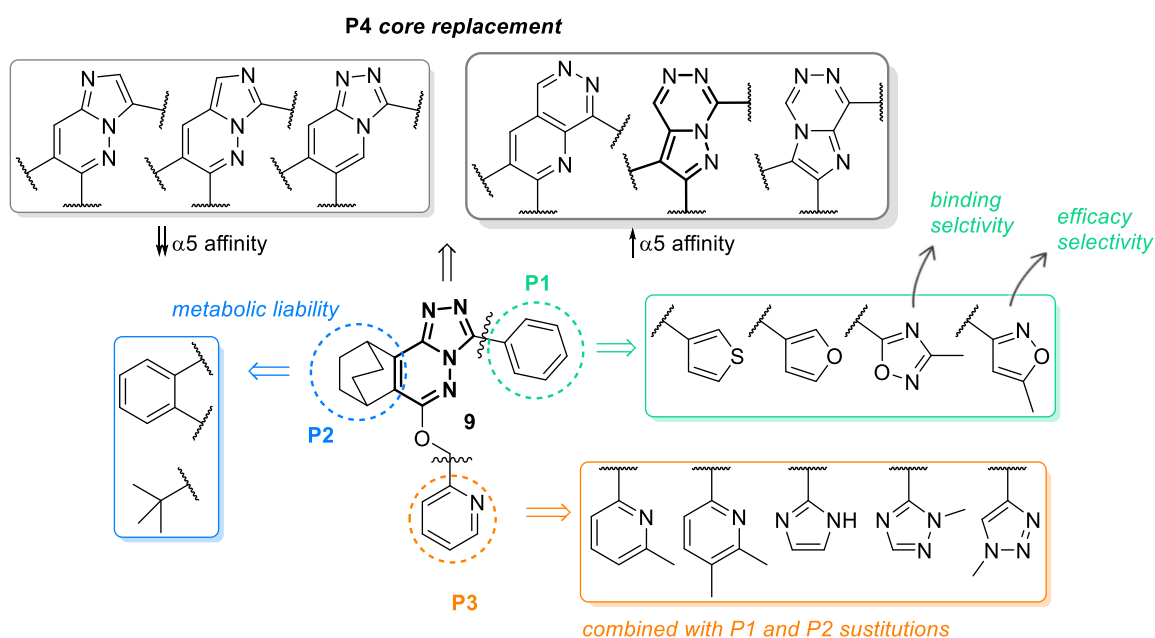 P4 core replacement
N N N N N N N N
N N N N N N N N N N N
α5 affinity
α5 affinity
binding
selctivity
efficacy
selectivity
metabolic liability
P1
N N
N
N
O
9
P2
S
O
N
O N
N
O
N
P3
N
N
N
NH
N
N
N
N
N
N
combined with P1 and P2 sustitutions